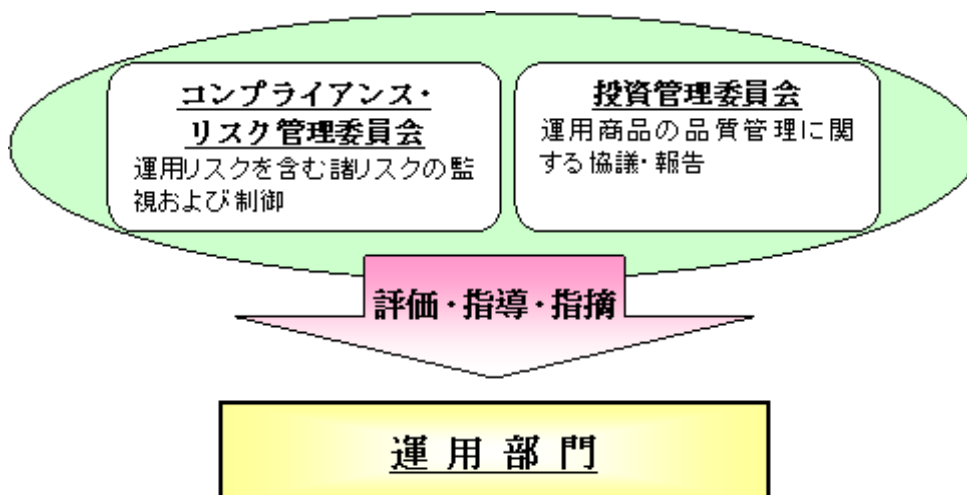 コンプライアンス・
リスク管理委員会
運用リスクを含む諸リスクの監
視および制御
投資管理委員会
運用商品の品質管理に関
する協議・報告
評価・指導・指摘
運用部門